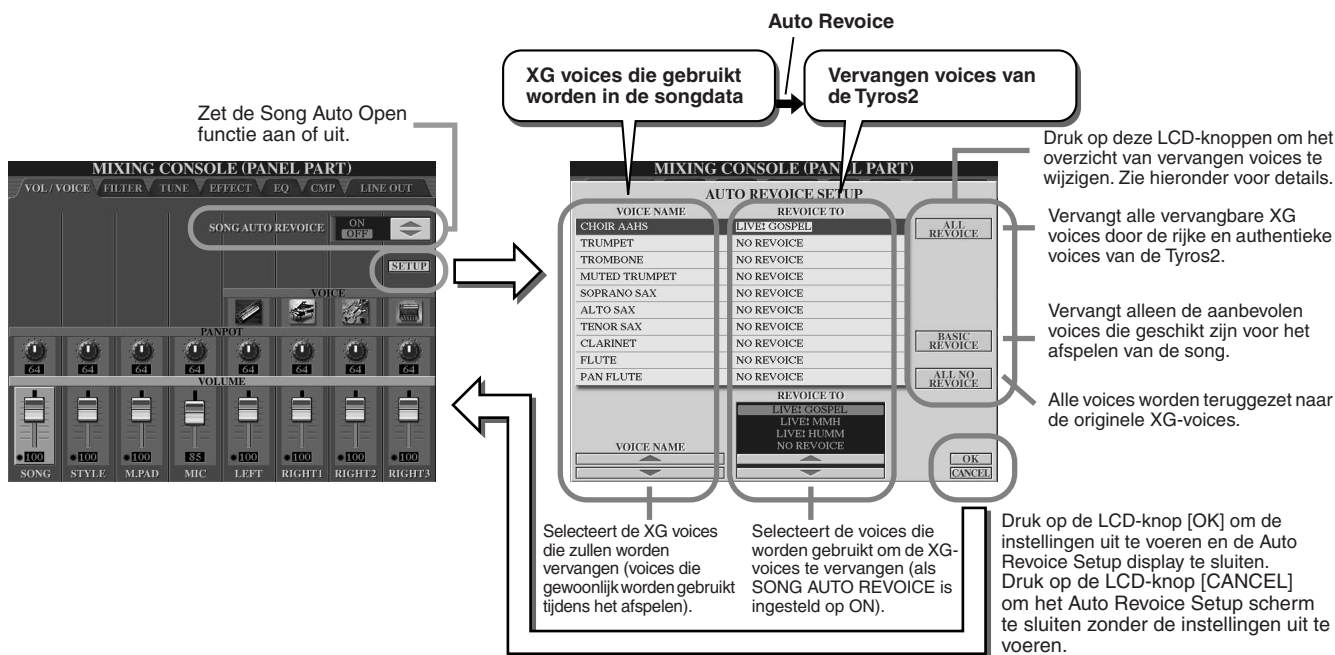 Auto Revoice
XG voices die gebruikt
worden in de songdata
Vervangen voices van
de Tyros2
Zet de Song Auto Open
functie aan of uit.
MIXING CONSOLE (PANEL PART)
VOL / VOICE FILTER TUNE EFFECT EQ CMP LINE OUT
SONG AUTO REVOICE
ON
OFF
SETUP
VOICE
PANPOT
64 64 64 64 64 64 64 64
VOLUME
100 100 100 85 100 100 100 100
SONG STYLE M.PAD MIC LEFT RIGHT1 RIGHT2 RIGHT3
MIXING CONSOLE (PANEL PART)
AUTO REVOICE SETUP
VOICE NAME REVOICE TO
CHOIR AAHS LIVE! GOSPEL
TRUMPET NO REVOICE
TROMBONE NO REVOICE
MUTED TRUMPET NO REVOICE
SOPRANO SAX NO REVOICE
ALTO SAX NO REVOICE
TENOR SAX NO REVOICE
CLARINET NO REVOICE
FLUTE NO REVOICE
PAN FLUTE NO REVOICE
ALL
REVOICE
BASIC
REVOICE
ALL NO
REVOICE
REVOICE TO
LIVE! GOSPEL
LIVE! MMH
LIVE! HUMM
NO REVOICE
VOICE NAME
OK
CANCEL
Druk op deze LCD-knoppen om het
overzicht van vervangen voices te
wijzigen. Zie hieronder voor details.
Vervangt alle vervangbare XG
voices door de rijke en authentieke
voices van de Tyros2.
Vervangt alleen de aanbevolen
voices die geschikt zijn voor het
afspelen van de song.
Alle voices worden teruggezet naar
de originele XG-voices.
Selecteert de XG voices
die zullen worden
vervangen (voices die
gewoonlijk worden gebruikt
tijdens het afspelen).
Selecteert de voices die
worden gebruikt om de XG-
voices te vervangen (als
SONG AUTO REVOICE is
ingesteld op ON).
Druk op de LCD-knop [OK] om de
instellingen uit te voeren en de Auto
Revoice Setup display te sluiten.
Druk op de LCD-knop [CANCEL]
om het Auto Revoice Setup scherm
te sluiten zonder de instellingen uit te
voeren.